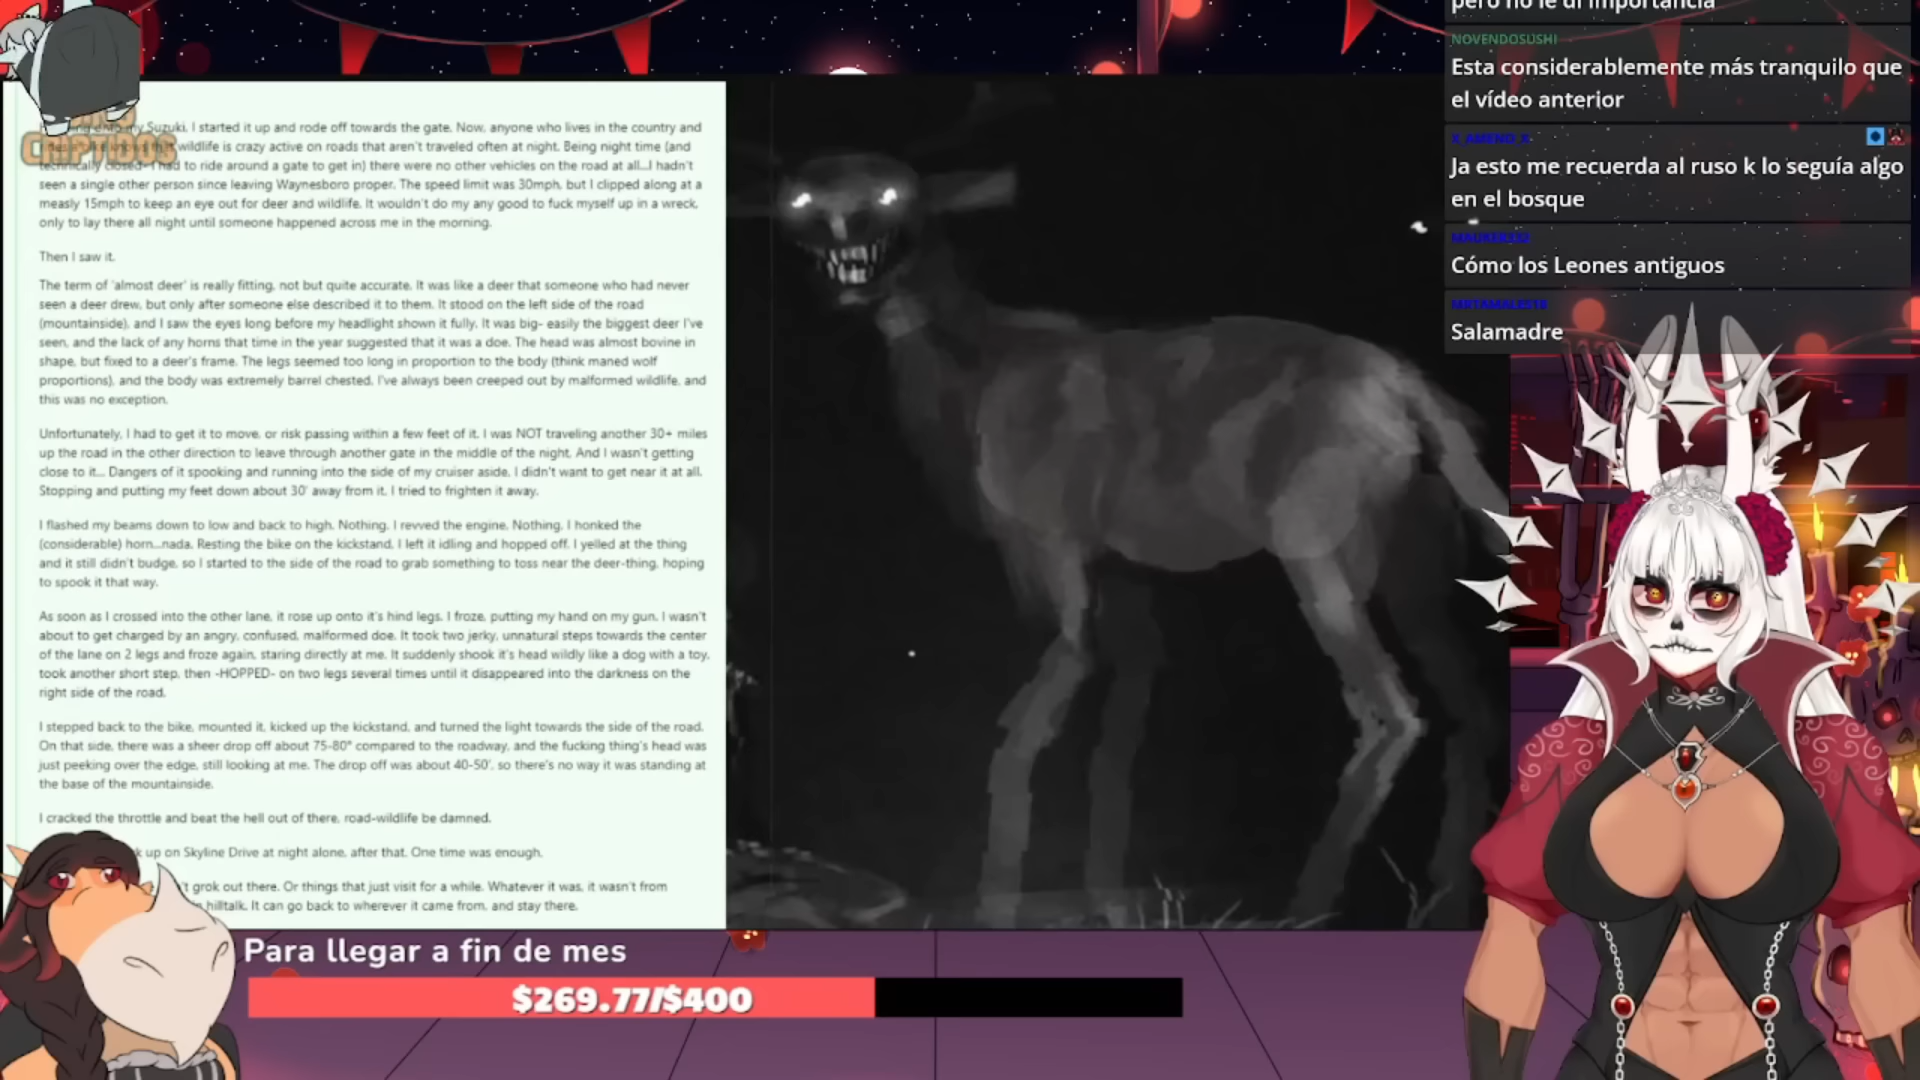 my Suzuki, I started it up and rode off towards the gate. Now, anyone who lives in the country and
wildlife is crazy active on roads that aren't traveled often at night. Being night time (and
technically closed- I had to ride around a gate to get in) there were no other vehicles on the road at all...I hadn't
seen a single other person since leaving Waynesboro proper. The speed limit was 30mph, but I clipped along at a
measly 15mph to keep an eye out for deer and wildlife. It wouldn't do my any good to fuck myself up in a wreck,
only to lay there all night until someone happened across me in the morning.
Then I saw it.
The term of 'almost deer' is really fitting, not but quite accurate. It was like a deer that someone who had never
seen a deer drew, but only after someone else described it to them. It stood on the left side of the road
(mountainside), and I saw the eyes long before my headlight shown it fully. It was big- easily the biggest deer I've
seen, and the lack of any horns that time in the year suggested that it was a doe. The head was almost bovine in
shape, but fixed to a deer's frame. The legs seemed too long in proportion to the body (think maned wolf
proportions), and the body was extremely barrel chested. I've always been creeped out by malformed wildlife, and
this was no exception.
Unfortunately, I had to get it to move, or risk passing within a few feet of it. I was NOT traveling another 30+ miles
up the road in the other direction to leave through another gate in the middle of the night. And I wasn't getting
close to it... Dangers of it spooking and running into the side of my cruiser aside, I didn't want to get near it at all.
Stopping and putting my feet down about 30' away from it, I tried to frighten it away.
I flashed my beams down to low and back to high. Nothing. I revved the engine. Nothing. I honked the
(considerable) horn...nada. Resting the bike on the kickstand, I left it idling and hopped off. I yelled at the thing
and it still didn't budge, so I started to the side of the road to grab something to toss near the deer-thing, hoping
to spook it that way.
As soon as I crossed into the other lane, it rose up onto it's hind legs. I froze, putting my hand on my gun. I wasn't
about to get charged by an angry, confused, malformed doe. It took two jerky, unnatural steps towards the center
of the lane on 2 legs and froze again, staring directly at me. It suddenly shook it's head wildly like a dog with a toy,
took another short step, then -HOPPED- on two legs several times until it disappeared into the darkness on the
right side of the road.
I stepped back to the bike, mounted it, kicked up the kickstand, and turned the light towards the side of the road.
On that side, there was a sheer drop off about 75-80° compared to the roadway, and the fucking thing's head was
just peeking over the edge, still looking at me. The drop off was about 40-50', so there's no way it was standing at
the base of the mountainside.
I cracked the throttle and beat the hell out of there, road-wildlife be damned.
up on Skyline Drive at night alone, after that. One time was enough.
grok out there. Or things that just visit for a while. Whatever it was, it wasn't from
hilltalk. It can go back to wherever it came from, and stay there.
Para llegar a fin de mes
$269.77/$400
pero no le di importancia
NOVENDOSUSHI
Esta considerablemente más tranquilo que
el vídeo anterior
Ja esto me recuerda al ruso k lo seguía algo
en el bosque
Cómo los Leones antiguos
Salamadre